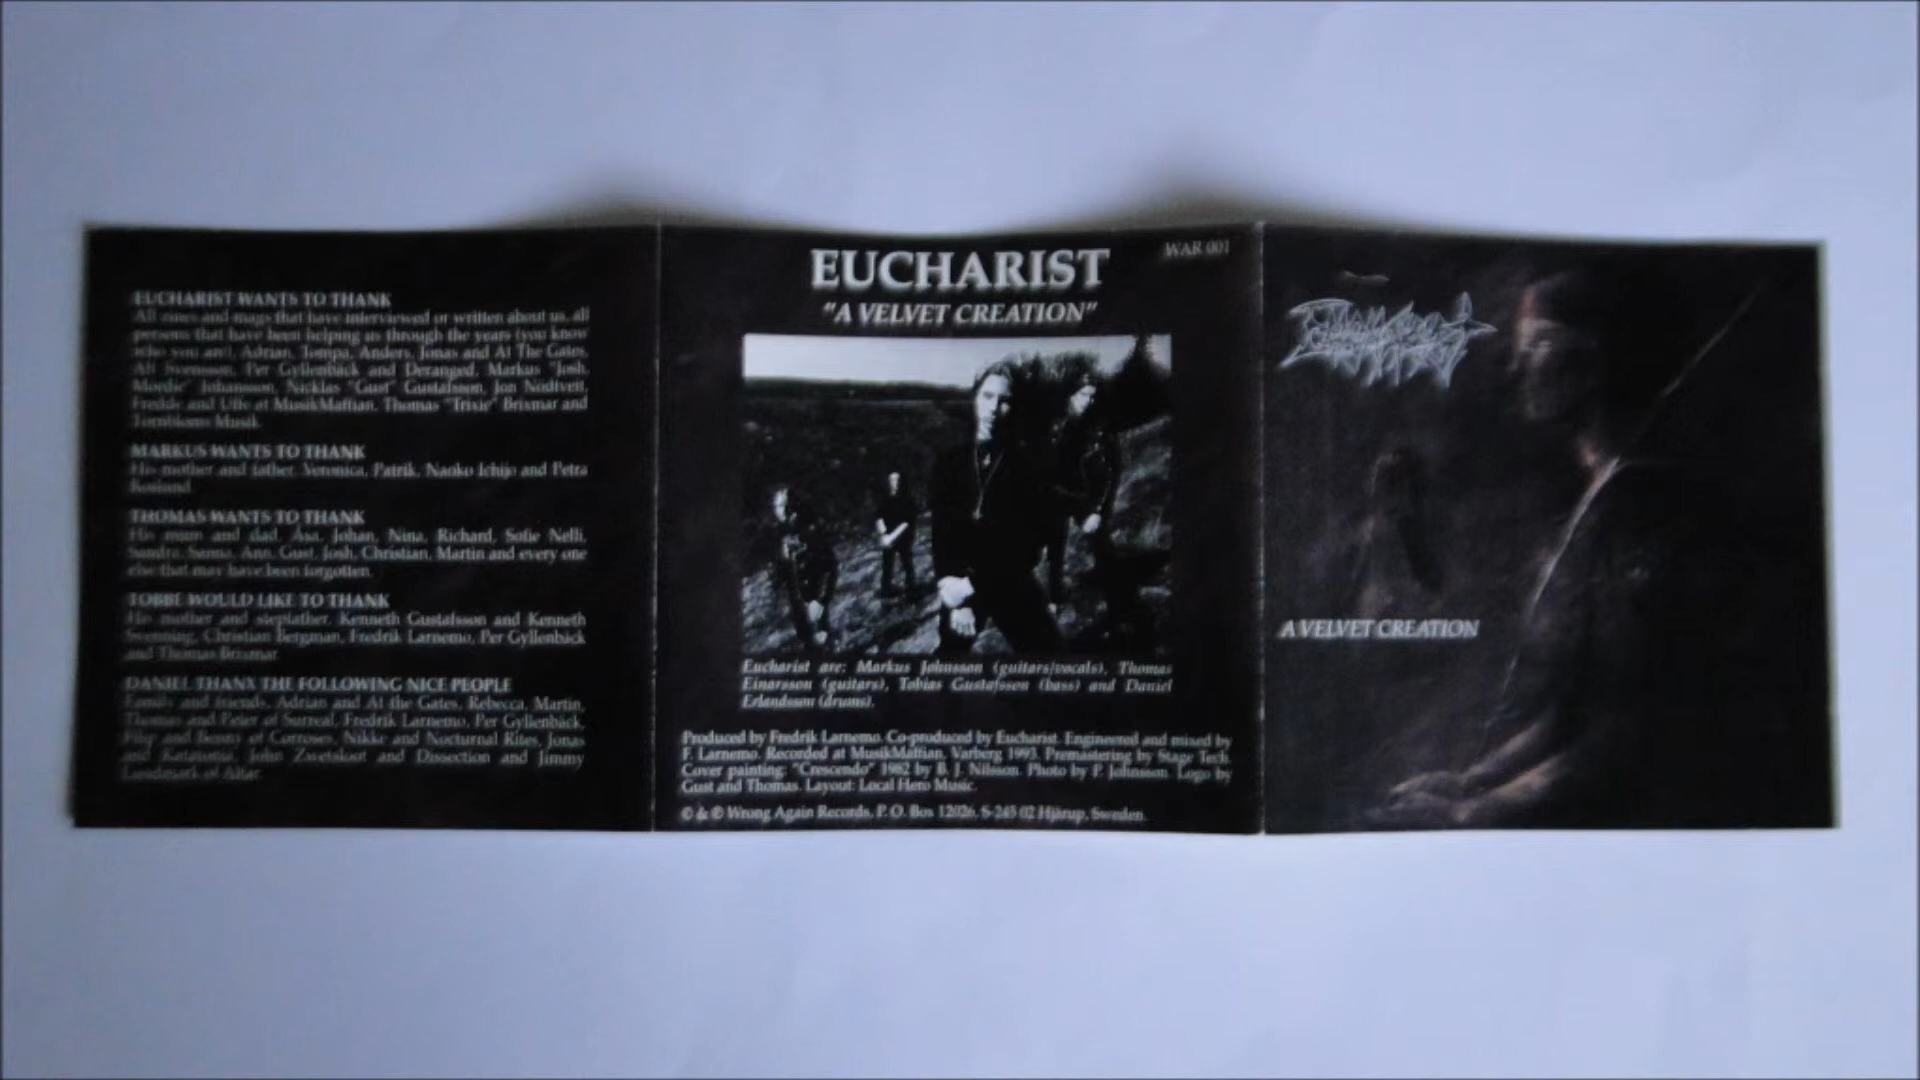 EUCHARIST WANTS TO THANK
All zines and mags that have interviewed or written about us, all
persons that have been helping us through the years (you know
who you are), Adrian, Tompa, Anders, Jonas and At The Gates,
Alf Svensson, Per Gyllenbäck and Deranged, Markus "Josh
Mordie" Johansson, Nicklas "Gust" Gustafsson, Jon Nödtveit,
Fredde and Uffe at MusikMaffian, Thomas "Trixie" Brixmar and
Musik.
MARKUS WANTS TO THANK
His mother and father, Veronica, Patrik, Naoko Ichijo and Petra
THOMAS WANTS TO THANK
His mum and dad, Åsa, Johan, Nina, Richard, Sofie Nelli,
Sandra, Sanna, Ann, Gust, Josh, Christian, Martin and every one
else that may have been forgotten.
TOBBE WOULD LIKE TO THANK
His mother and stepfather, Kenneth Gustafsson and Kenneth
Svenning, Christian Bergman, Fredrik Larnemo, Per Gyllenbäck
and Thomas Brixmar.
DANIEL THANX THE FOLLOWING NICE PEOPLE
Family and friends, Adrian and At the Gates, Rebecca, Martin,
Thomas and Peter of Surreal, Fredrik Larnemo, Per Gyllenbäck,
Filip and of Corroses, Nikke and Nocturnal Rites, Jonas
and Katatonia, John Zwetsloot and Dissection and Jimmy
of Altar.
EUCHARIST
WAR 001
"A VELVET CREATION"
Eucharist are: Markus Johnsson (guitars/vocals), Thomas
Einarsson (guitars), Tobias Gustafsson (bass) and Daniel
Erlandsson (drums).
Produced by Fredrik Larnemo. Co-produced by Eucharist. Engineered and mixed by
F. Larnemo. Recorded at MusikMaffian, Varberg 1993. Premastering by Stage Tech.
Cover painting: "Crescendo" 1982 by B. J. Nilsson. Photo by P. Johnsson. Logo by
Gust and Thomas. Layout: Local Hero Music.
© & ℗ Wrong Again Records, P. O. Box 12026, S-245 02 Hjärup, Sweden.
Eucharist
A VELVET CREATION